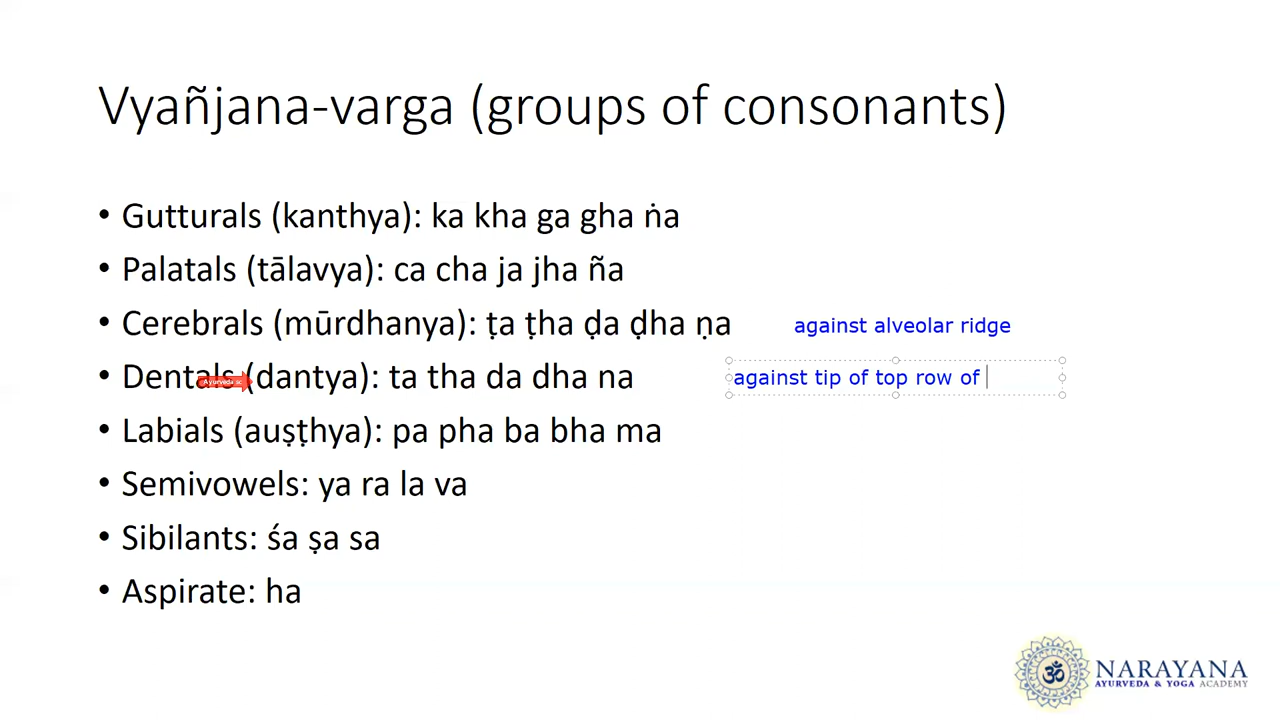 Vyañjana-varga (groups of consonants)
• Gutturals (kanthya): ka kha ga gha ṅa
• Palatals (tālavya): ca cha ja jha ña
• Cerebrals (mūrdhanya): ṭa ṭha ḍa ḍha ṇa against alveolar ridge
• Dentals (dantya): ta tha da dha na against tip of top row of
Ayurveda ac
• Labials (auṣṭhya): pa pha ba bha ma
• Semivowels: ya ra la va
• Sibilants: śa ṣa sa
• Aspirate: ha
ॐ NARAYANA
AYURVEDA & YOGA ACADEMY